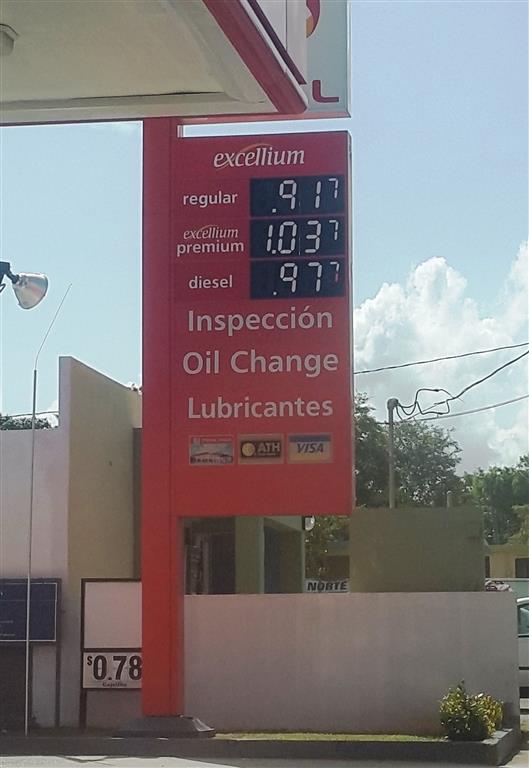 L
excellium
regular .917
excellium
premium 1.037
diesel .977
Inspección
Oil Change
Lubricantes
ATH
VISA
NORTE
$0.78